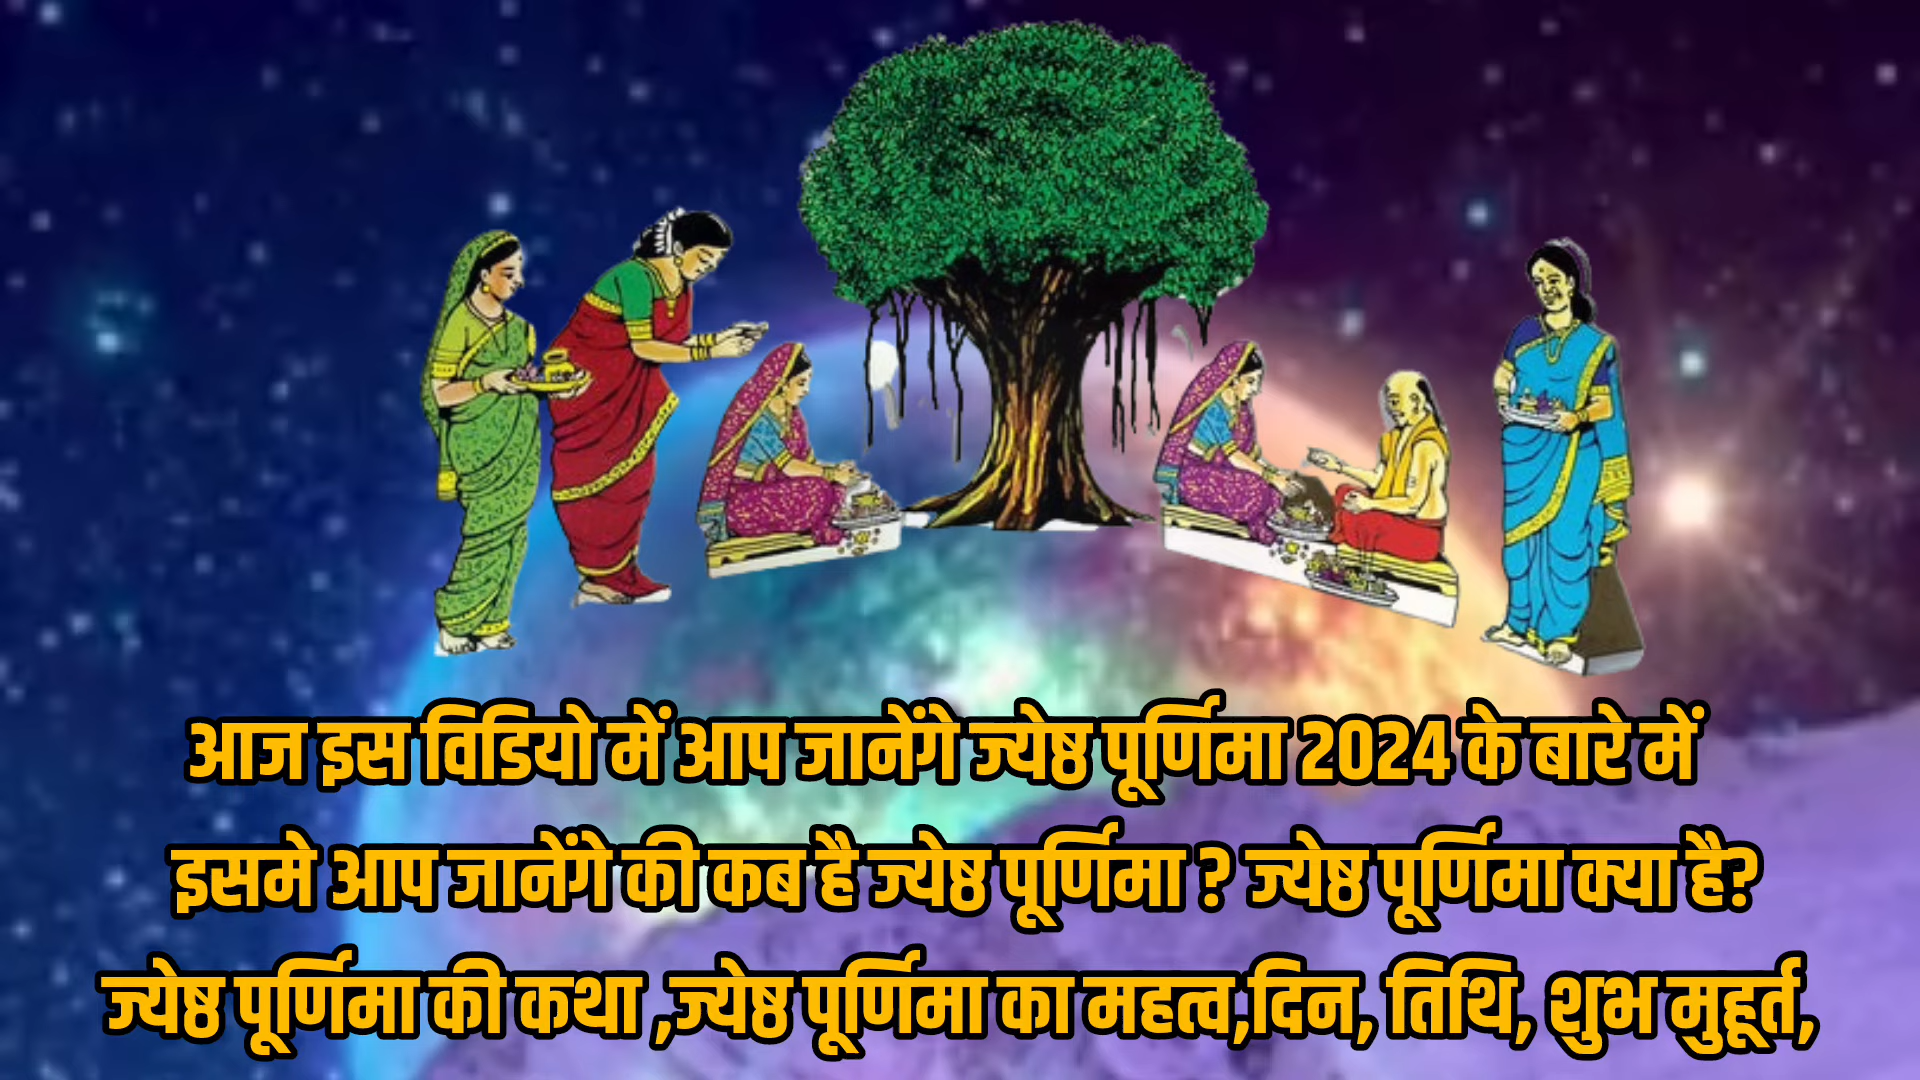 आज इस विडियो में आप जानेंगे ज्येष्ठ पूर्णिमा 2024 के बारे में
इसमे आप जानेंगे की कब है ज्येष्ठ पूर्णिमा ? ज्येष्ठ पूर्णिमा क्या है?
ज्येष्ठ पूर्णिमा की कथा ,ज्येष्ठ पूर्णिमा का महत्व,दिन, तिथि, शुभ मुहूर्त,